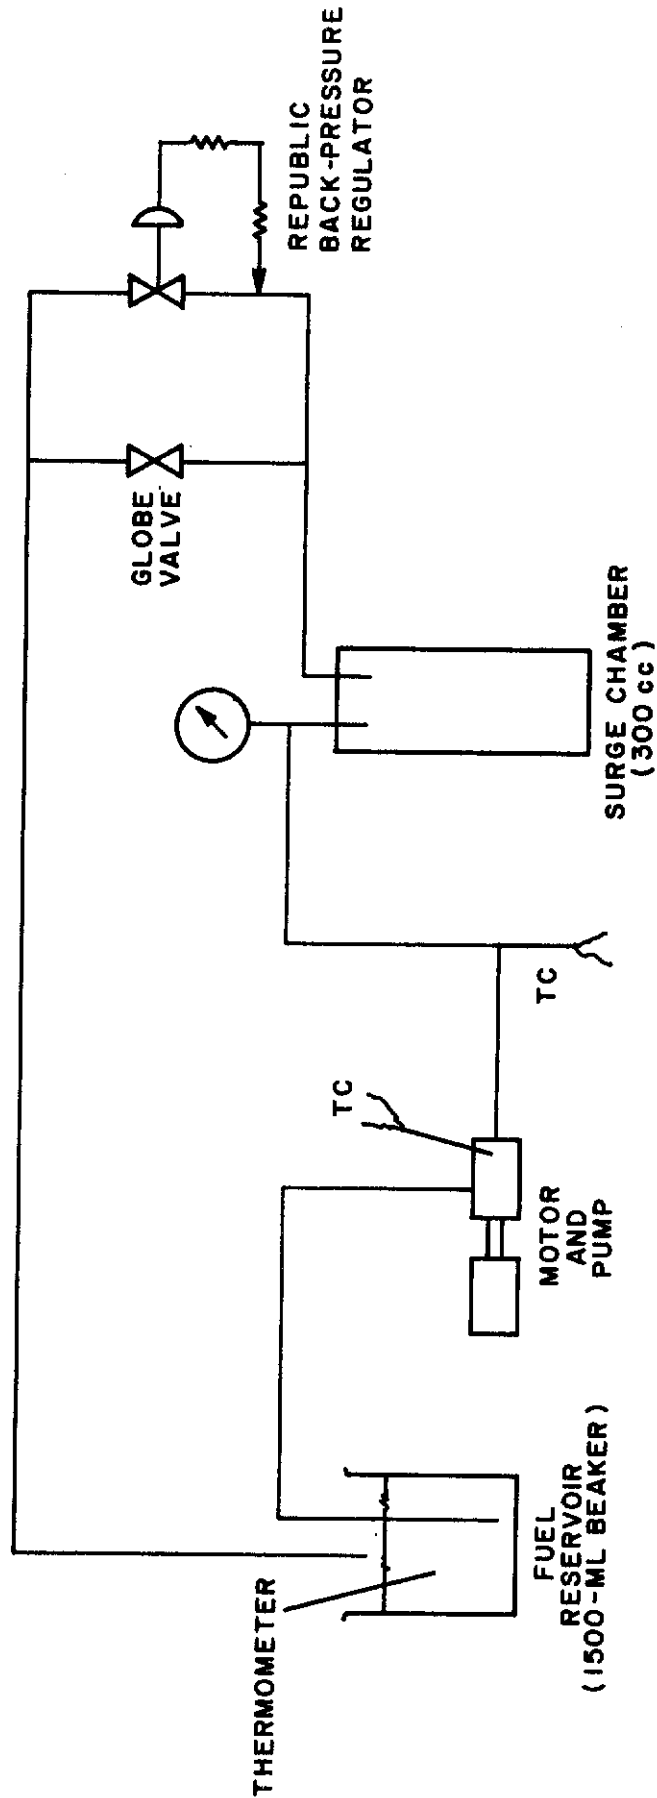 THERMOMETER
FUEL
RESERVOIR
(1500-ML BEAKER)
MOTOR
AND
PUMP
TC
TC
SURGE CHAMBER
(300 cc)
GLOBE
VALVE
REPUBLIC
BACK-PRESSURE
REGULATOR